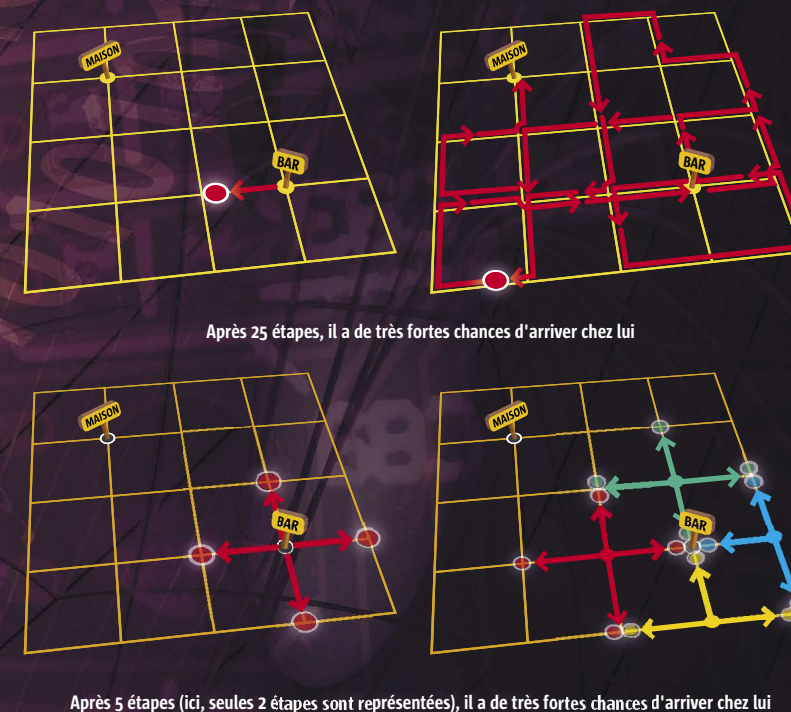 MAISON
BAR
MAISON
BAR
Après 25 étapes, il a de très fortes chances d'arriver chez lui
MAISON
BAR
MAISON
BAR
Après 5 étapes (ici, seules 2 étapes sont représentées), il a de très fortes chances d'arriver chez lui